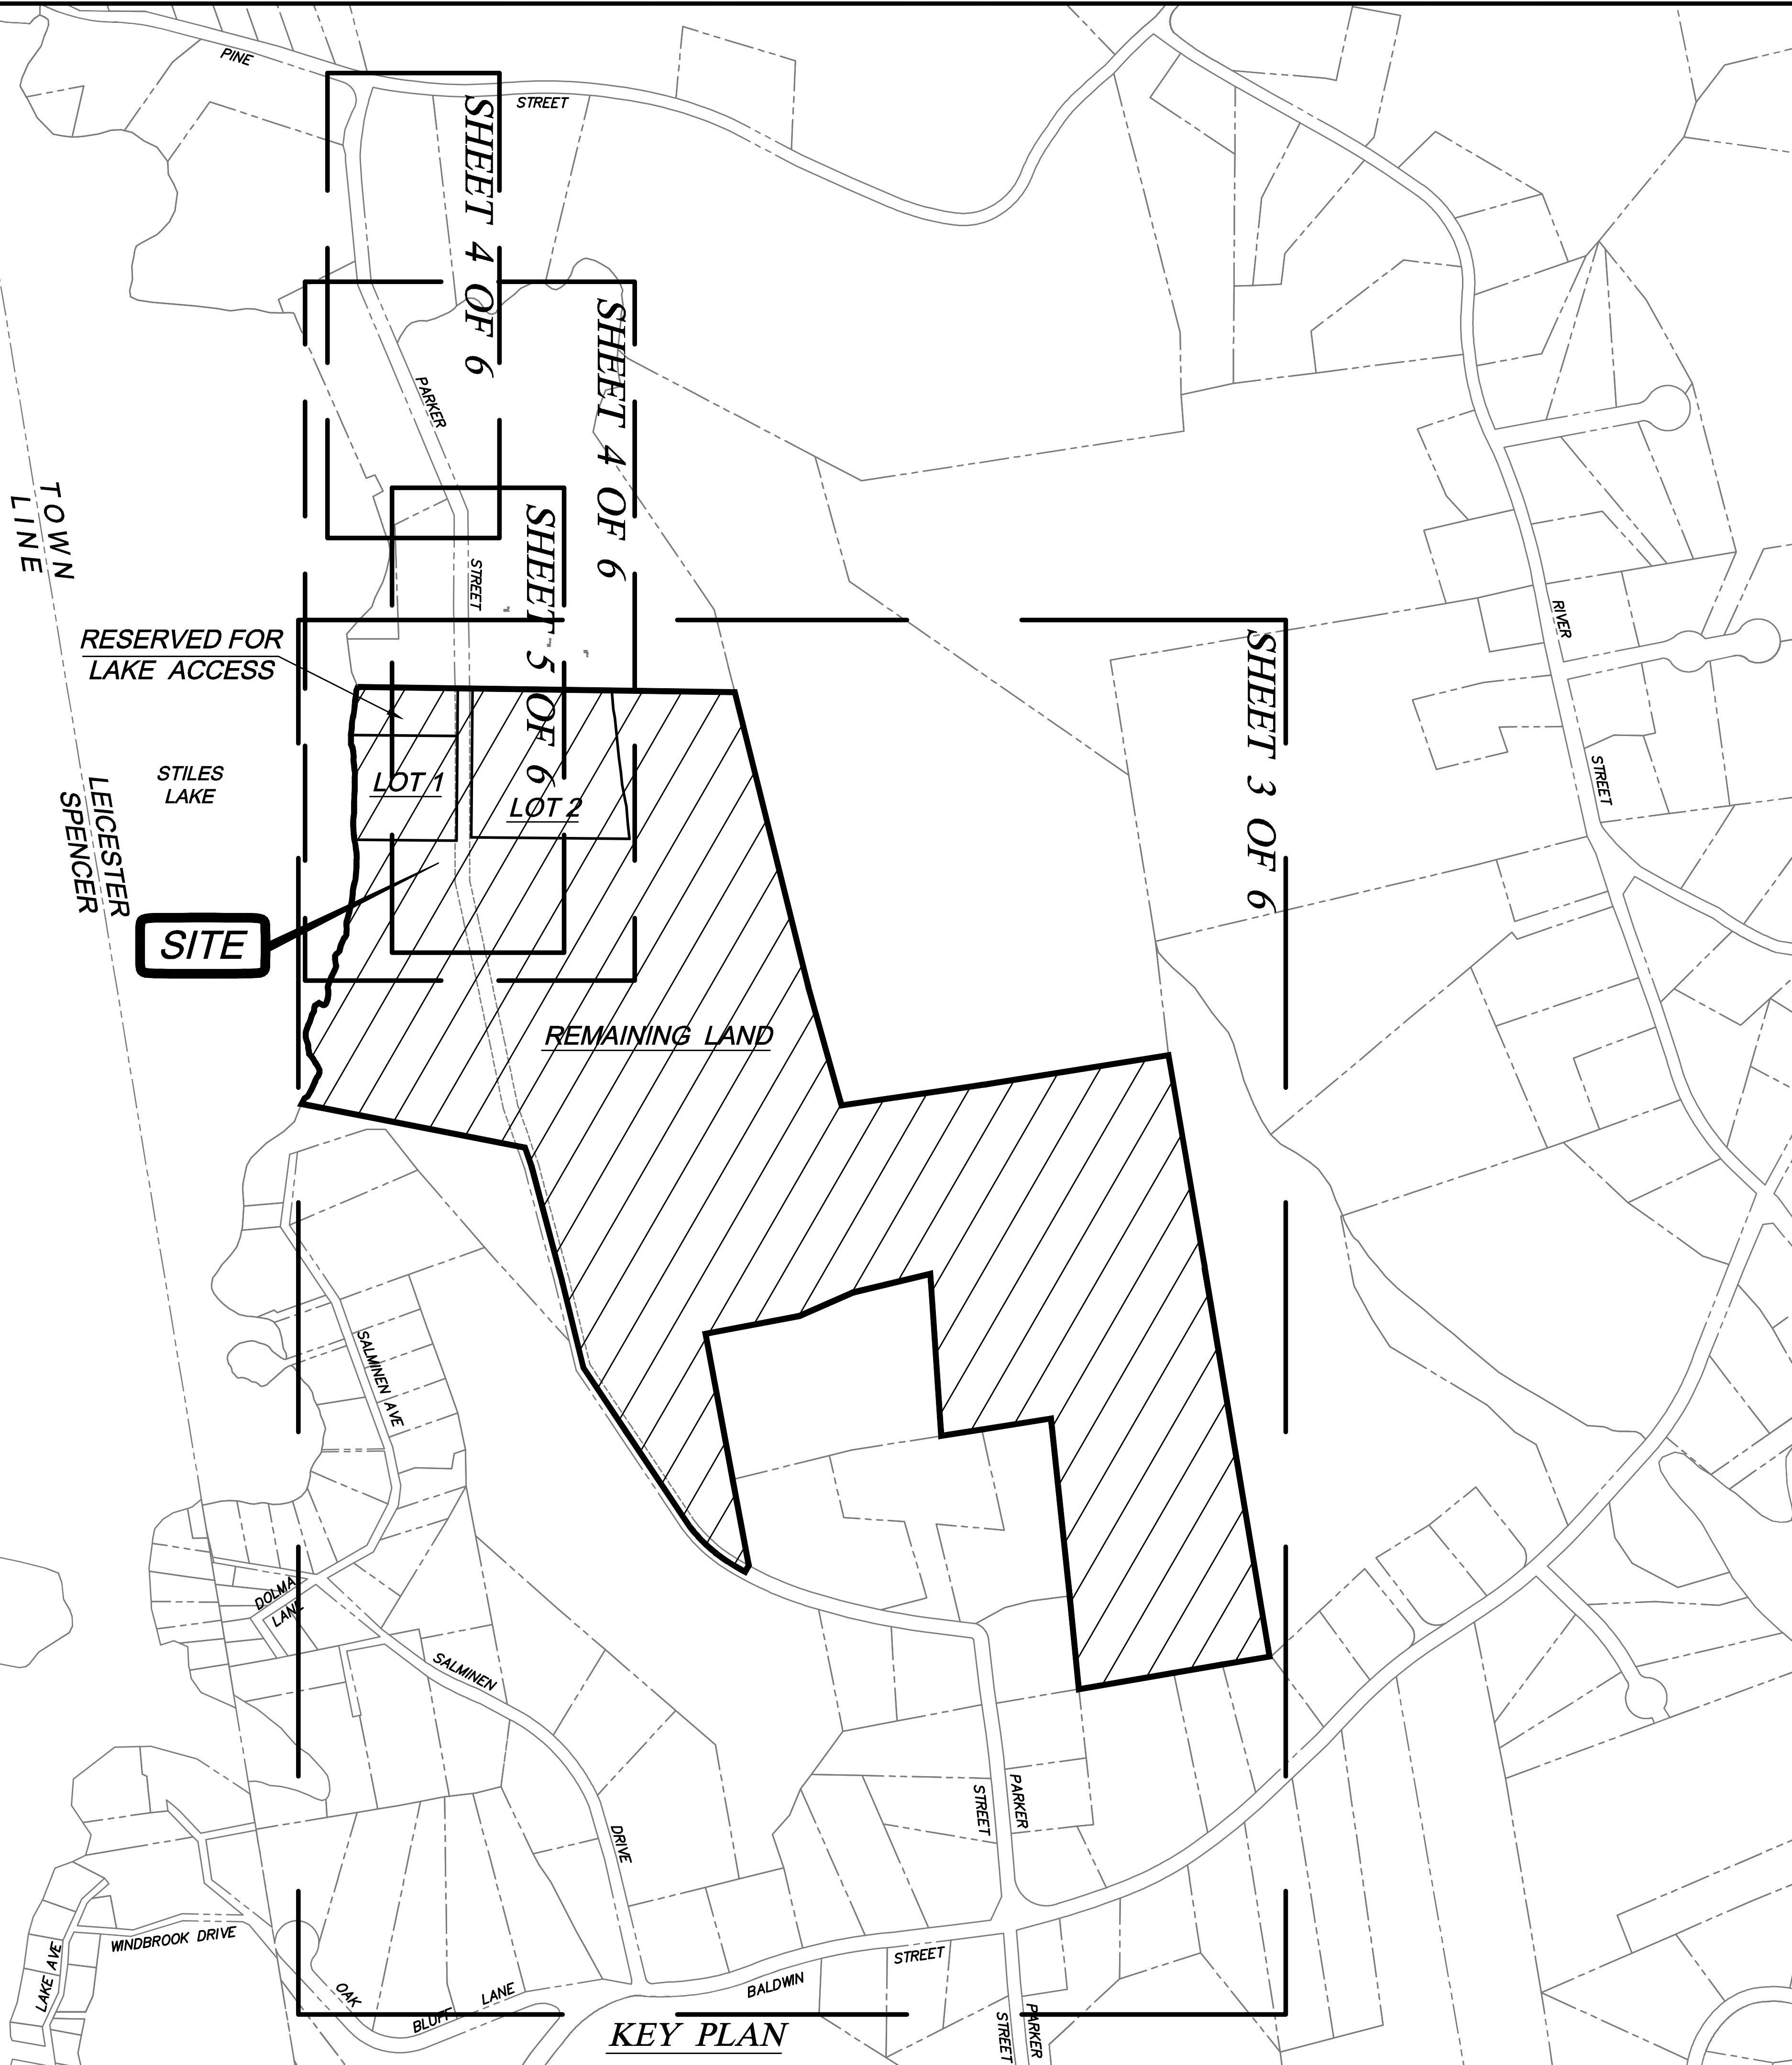 PINE
STREET
SHEET 4 OF 6
SHEET 4 OF 6
PARKER
STREET
SHEET 5 OF 6
TOWN
LINE
RESERVED FOR
LAKE ACCESS
SHEET 3 OF 6
RIVER
STREET
STILES
LAKE
LEICESTER
SPENCER
LOT 1
LOT 2
SITE
REMAINING LAND
SALMINEN AVE
DOLMA
LANE
SALMINEN
DRIVE
PARKER
STREET
WINDBROOK DRIVE
LAKE AVE
OAK
BLUFF
LANE
BALDWIN
STREET
PARKER
STREET
KEY PLAN